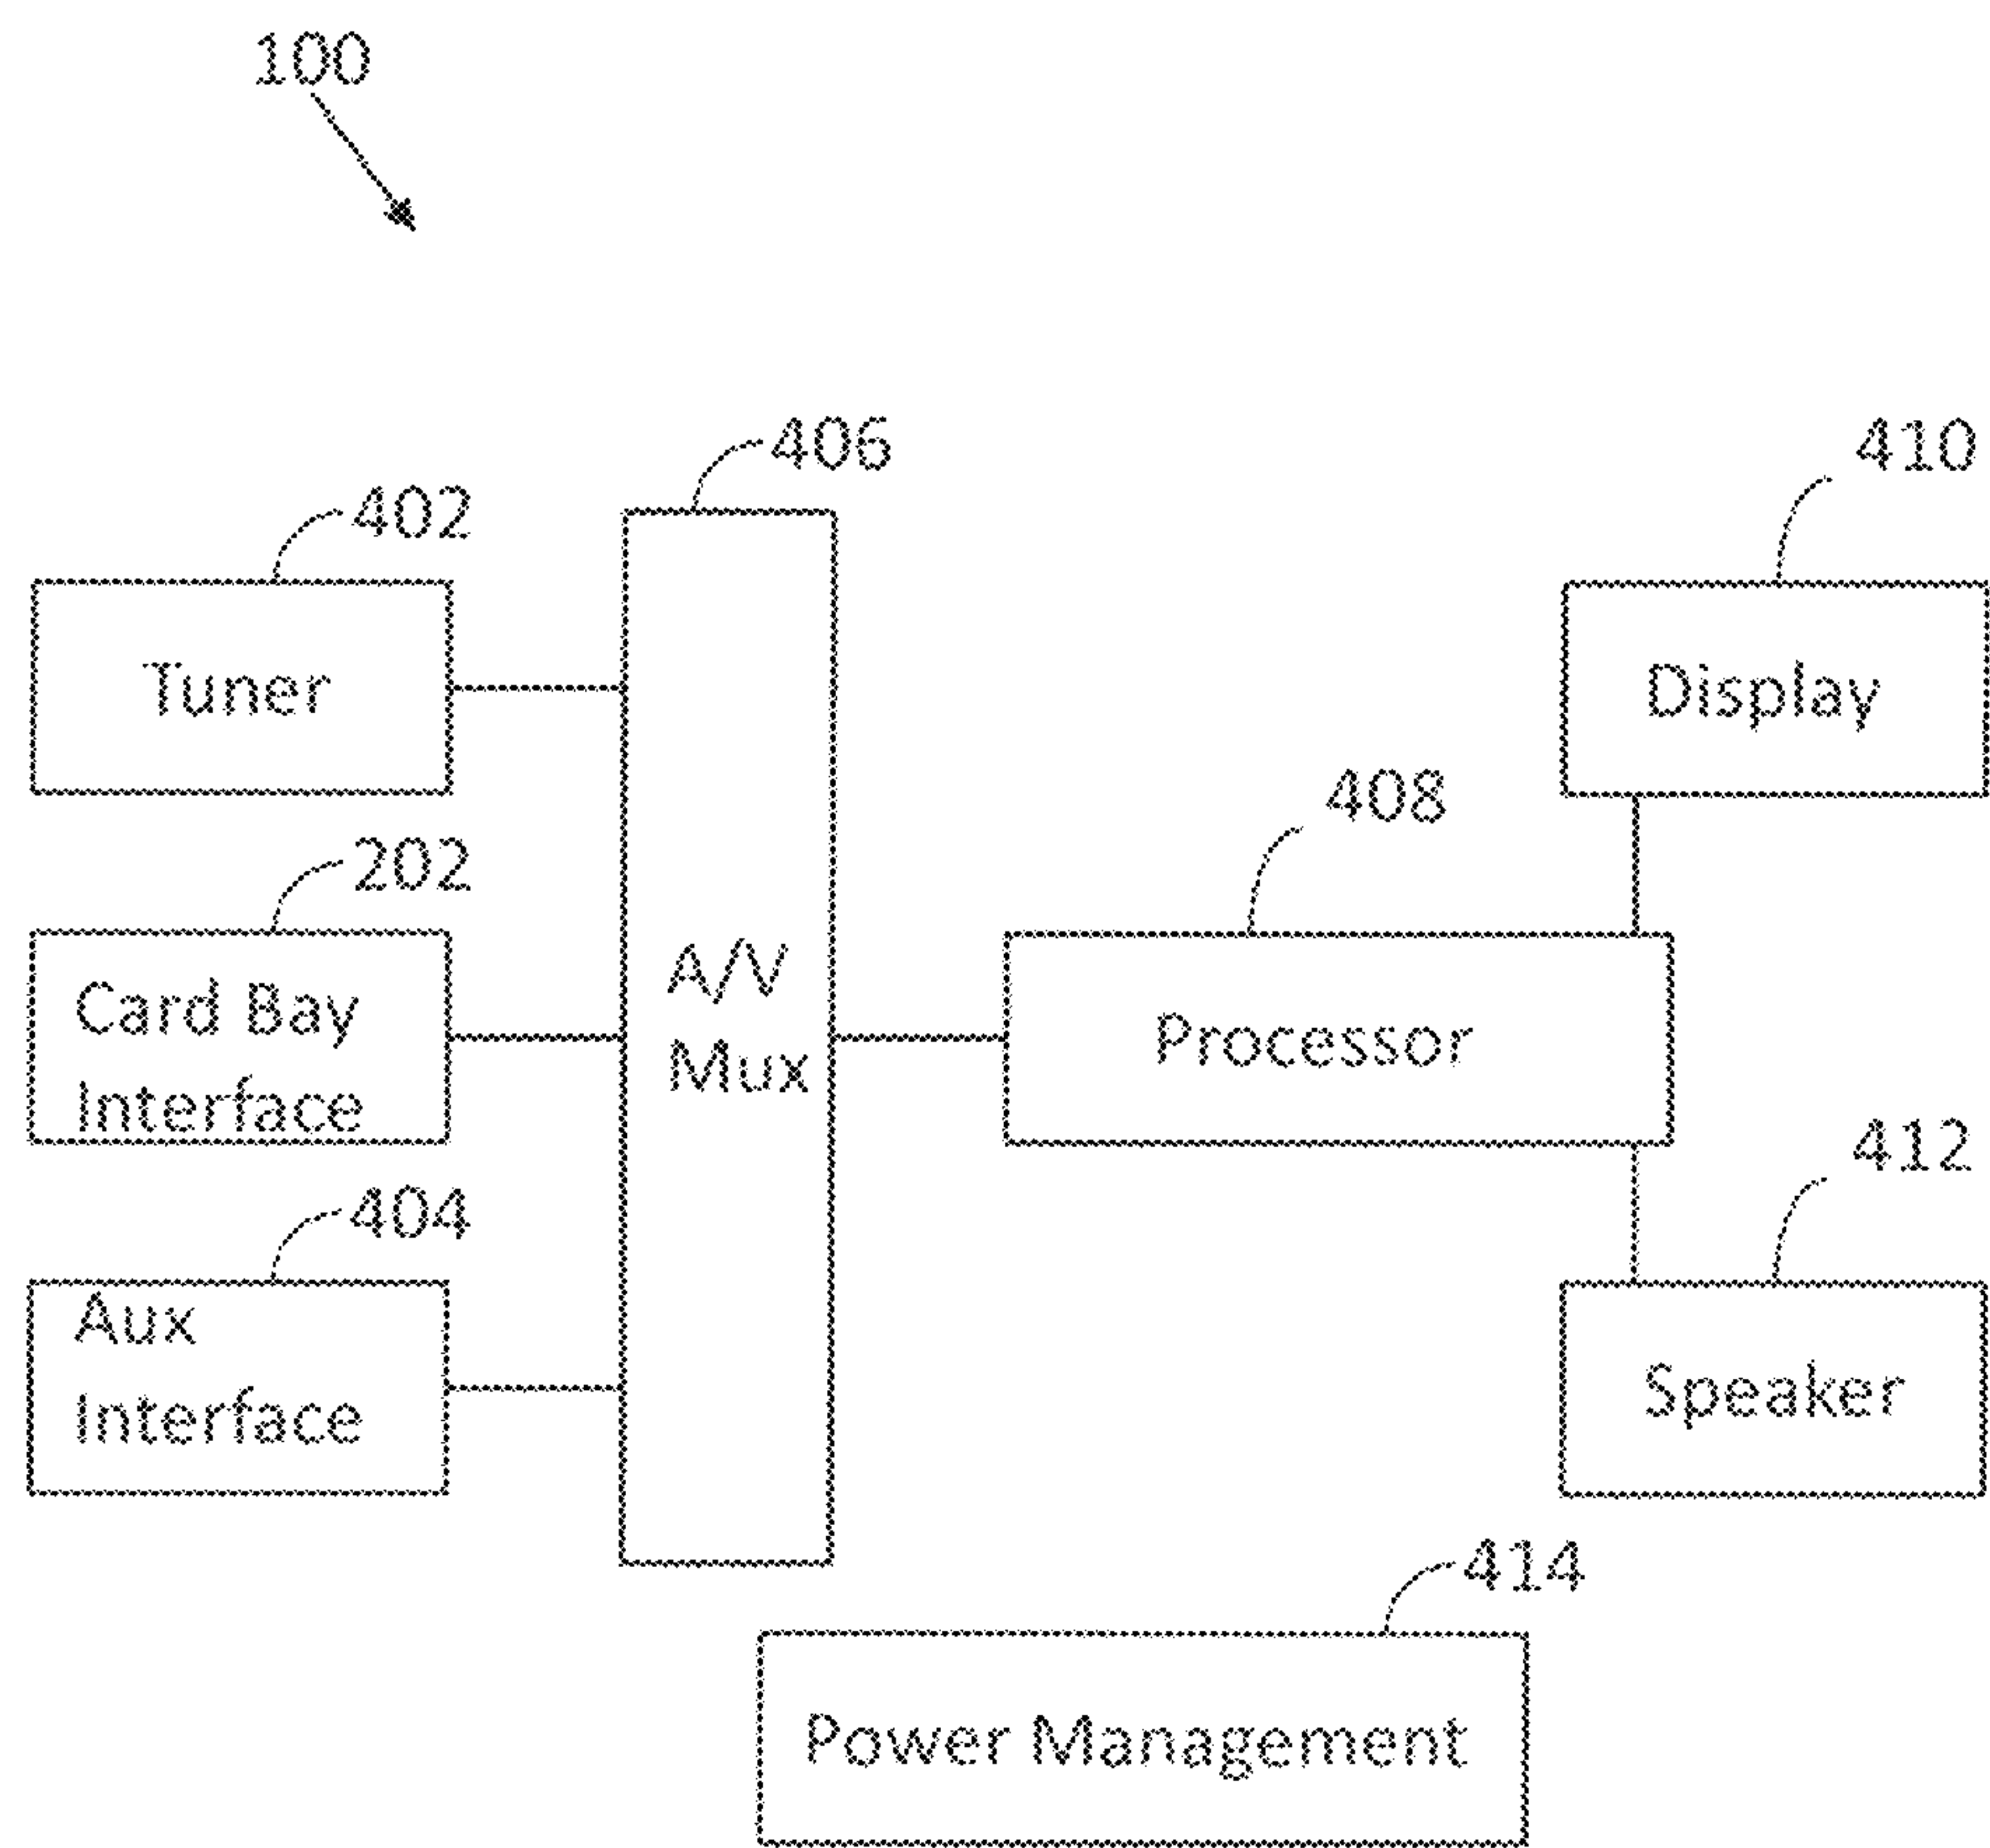 100
406
410
402
Tuner
Display
408
202
Card Bay
Interface
A/V
Mux
Processor
412
404
Aux
Interface
Speaker
414
Power Management